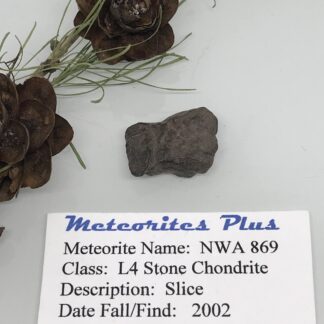 Meteorites Plus
Meteorite Name: NWA 869
Class: L4 Stone Chondrite
Description: Slice
Date Fall/Find: 2002